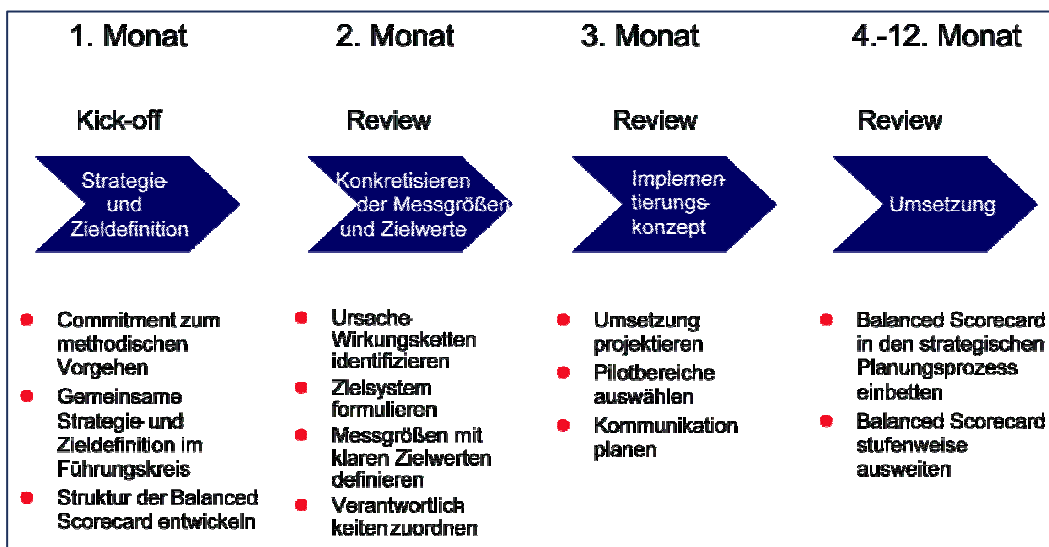 1. Monat
2. Monat
3. Monat
4.-12. Monat
Kick-off
Review
Review
Review
Strategie-
und
Zieldefinition
Konkretisieren
der Messgrößen
und Zielwerte
Implemen-
tierungs-
konzept
Umsetzung
Commitment zum
methodischen
Vorgehen
Gemeinsame
Strategie- und
Zieldefinition im
Führungskreis
Struktur der Balanced
Scorecard entwickeln
Ursache-
Wirkungsketten
identifizieren
Zielsystem
formulieren
Messgrößen mit
klaren Zielwerten
definieren
Verantwortlich
keiten zuordnen
Umsetzung
projektieren
Pilotbereiche
auswählen
Kommunikation
planen
Balanced Scorecard
in den strategischen
Planungsprozess
einbetten
Balanced Scorecard
stufenweise
ausweiten